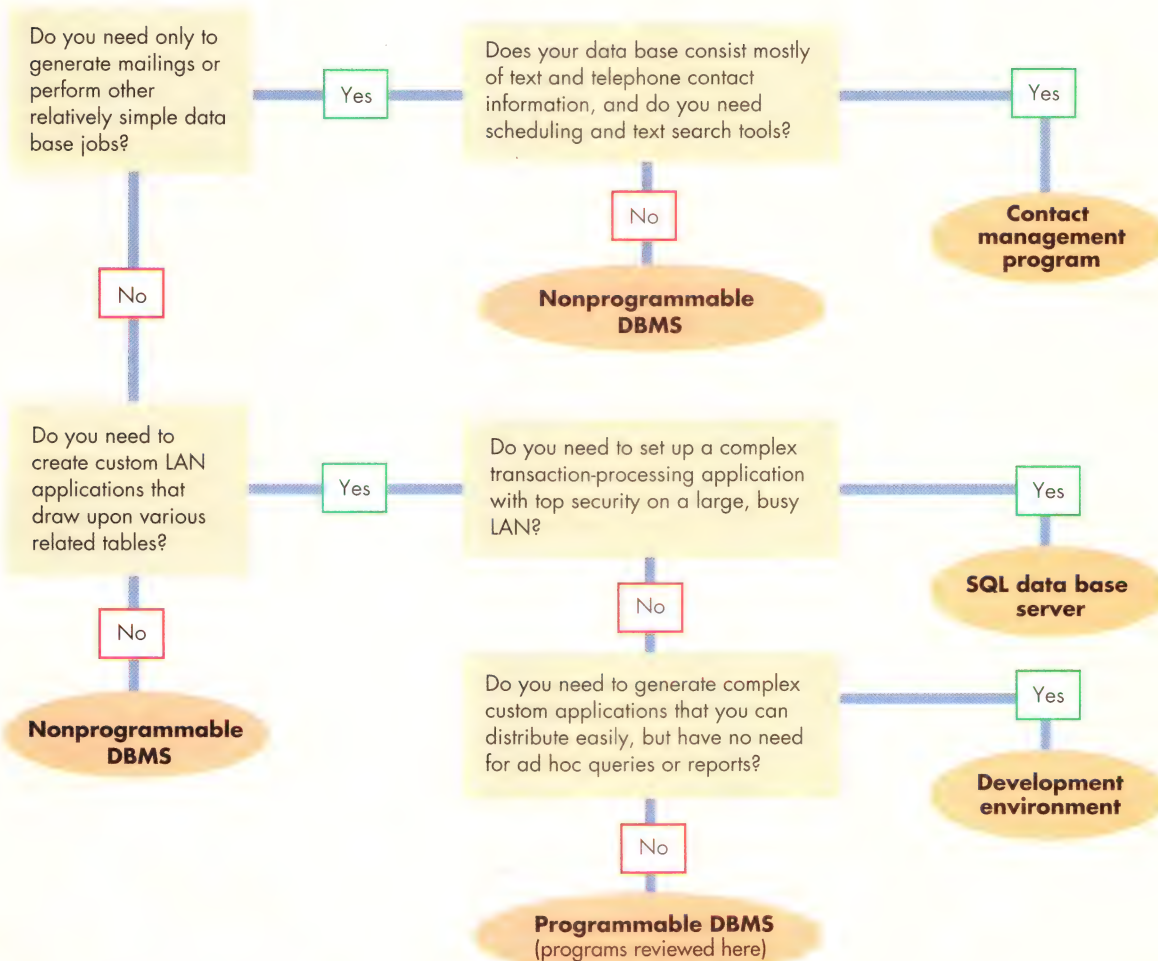 Do you need only to
generate mailings or
perform other
relatively simple data
base jobs?
Yes
Does your data base consist mostly
of text and telephone contact
information, and do you need
scheduling and text search tools?
Yes
Contact
management
program
No
Nonprogrammable
DBMS
No
Do you need to
create custom LAN
applications that
draw upon various
related tables?
Yes
Do you need to set up a complex
transaction-processing application
with top security on a large, busy
LAN?
Yes
SQL data base
server
No
Nonprogrammable
DBMS
No
Do you need to generate complex
custom applications that you can
distribute easily, but have no need
for ad hoc queries or reports?
Yes
Development
environment
No
Programmable DBMS
(programs reviewed here)